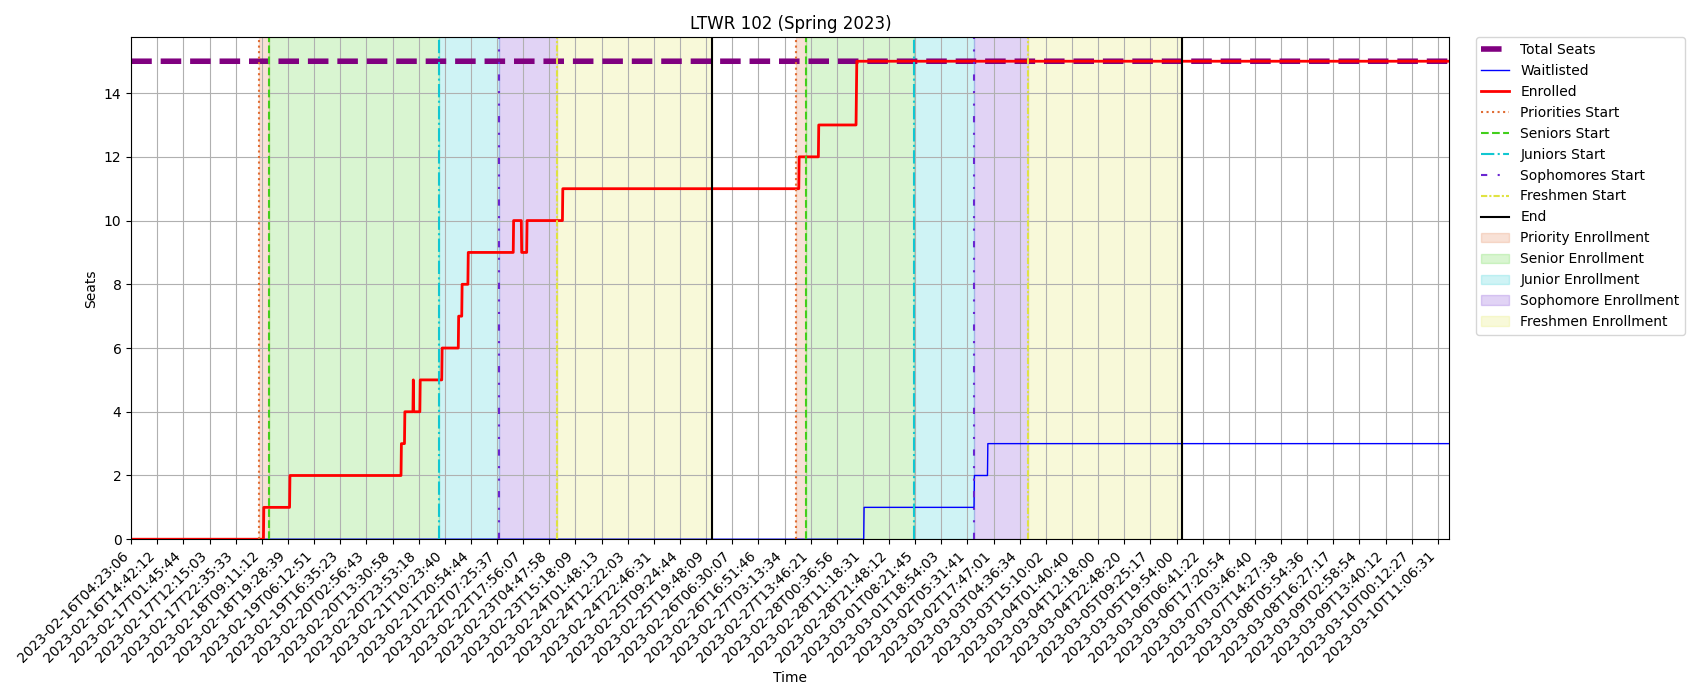 LTWR 102 (Spring 2023)
Seats
14
12
10
8
6
4
2
0
2023-02-16T04:23:06
2023-02-16T14:42:12
2023-02-17T01:45:44
2023-02-17T12:15:03
2023-02-17T22:35:33
2023-02-18T09:11:12
2023-02-18T19:28:39
2023-02-19T06:12:51
2023-02-19T16:35:23
2023-02-20T02:56:43
2023-02-20T13:30:58
2023-02-20T23:53:18
2023-02-21T10:23:40
2023-02-21T20:54:44
2023-02-22T07:25:37
2023-02-22T17:56:07
2023-02-23T04:47:58
2023-02-23T15:18:09
2023-02-24T01:48:13
2023-02-24T12:22:03
2023-02-24T22:46:31
2023-02-25T09:24:44
2023-02-25T19:48:09
2023-02-26T06:30:07
2023-02-26T16:51:46
2023-02-27T03:13:34
2023-02-27T13:46:21
2023-02-28T00:36:56
2023-02-28T11:18:31
2023-02-28T21:48:12
2023-03-01T08:21:45
2023-03-01T18:54:03
2023-03-02T05:31:41
2023-03-02T17:47:01
2023-03-03T04:36:34
2023-03-03T15:10:02
2023-03-04T01:40:40
2023-03-04T12:18:00
2023-03-04T22:48:20
2023-03-05T09:25:17
2023-03-05T19:54:00
2023-03-06T06:41:22
2023-03-06T17:20:54
2023-03-07T03:46:40
2023-03-07T14:27:38
2023-03-08T05:54:36
2023-03-08T16:27:17
2023-03-09T02:58:54
2023-03-09T13:40:12
2023-03-10T00:12:27
2023-03-10T11:06:31
Time
Total Seats
Waitlisted
Enrolled
Priorities Start
Seniors Start
Juniors Start
Sophomores Start
Freshmen Start
End
Priority Enrollment
Senior Enrollment
Junior Enrollment
Sophomore Enrollment
Freshmen Enrollment